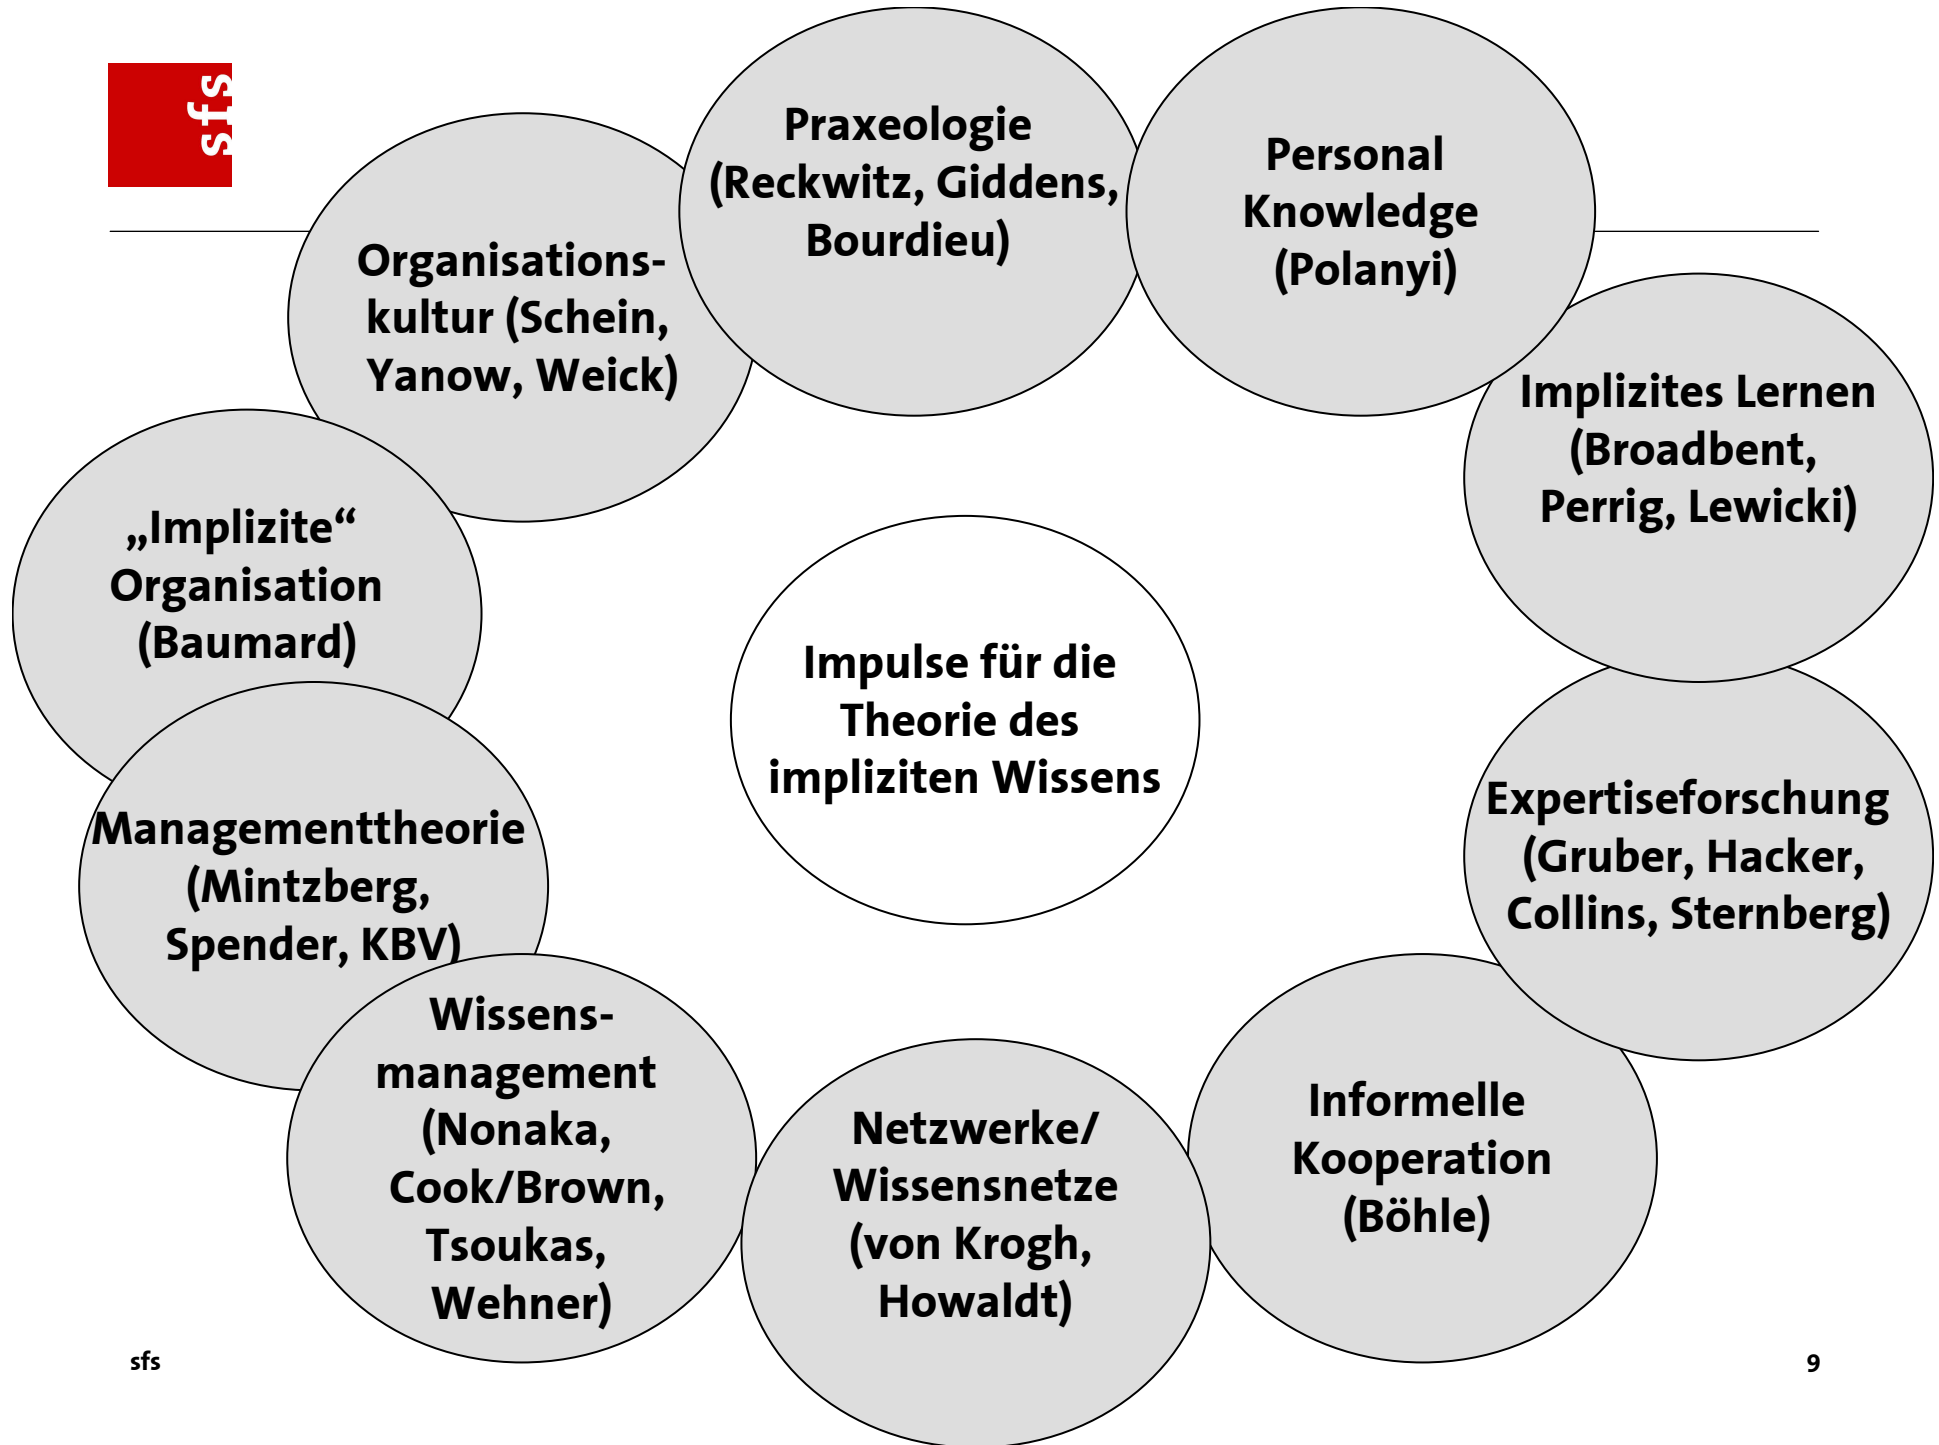 sfs
Praxeologie
(Reckwitz, Giddens,
Bourdieu)
Personal
Knowledge
(Polanyi)
Organisations-
kultur (Schein,
Yanow, Weick)
Implizites Lernen
(Broadbent,
Perrig, Lewicki)
„Implizite“
Organisation
(Baumard)
Impulse für die
Theorie des
impliziten Wissens
Managementtheorie
(Mintzberg,
Spender, KBV)
Expertiseforschung
(Gruber, Hacker,
Collins, Sternberg)
Wissens-
management
(Nonaka,
Cook/Brown,
Tsoukas,
Wehner)
Netzwerke/
Wissensnetze
(von Krogh,
Howaldt)
Informelle
Kooperation
(Böhle)
sfs
9